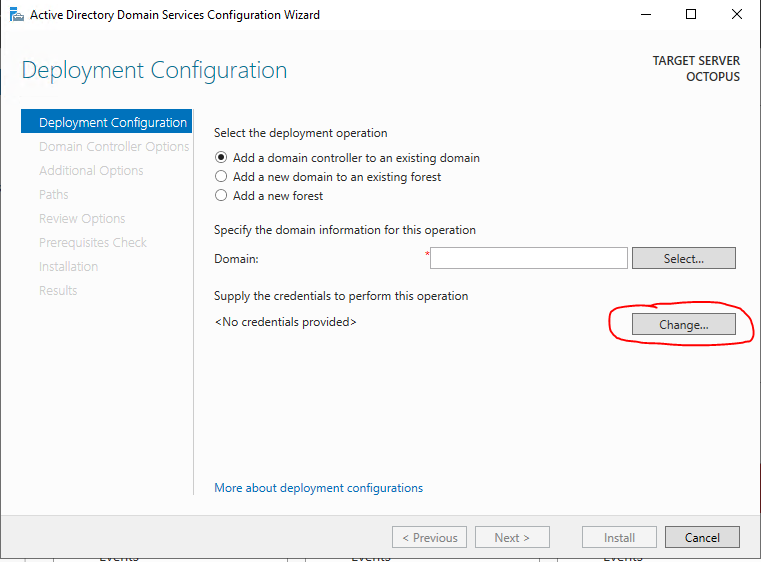 Active Directory Domain Services Configuration Wizard
Deployment Configuration
TARGET SERVER
OCTOPUS
Deployment Configuration
Domain Controller Options
Additional Options
Paths
Review Options
Prerequisites Check
Installation
Results
Select the deployment operation
Add a domain controller to an existing domain
Add a new domain to an existing forest
Add a new forest
Specify the domain information for this operation
Domain: * Select...
Supply the credentials to perform this operation
<No credentials provided> Change...
More about deployment configurations
< Previous Next > Install Cancel
Events Events Events